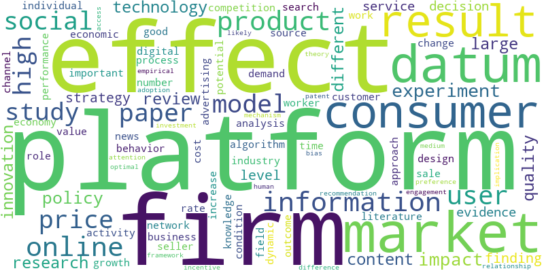 individual
technology
competition
search
service
decision
access
social
economic
good
product
source
work
likely
effect
result
high
performance
digital
process
potential
different
theory
change
large
channel
important
number
demand
empirical
adoption
patent
customer
datum
strategy
review
advertising
worker
mechanism
experiment
study
paper
model
analysis
investment
consumer
innovation
economy
value
news
behavior
cost
algorithm
time
bias
medium
optimal
platform
role
attention
industry
approach
design
sale
preference
quality
policy
level
human
recommendation
engagement
implication
price
rate
increase
information
user
firm
network
knowledge
condition
literature
evidence
online
activity
business
seller
field
dynamic
outcome
market
research
growth
framework
incentive
difference
content
impact
finding
relationship